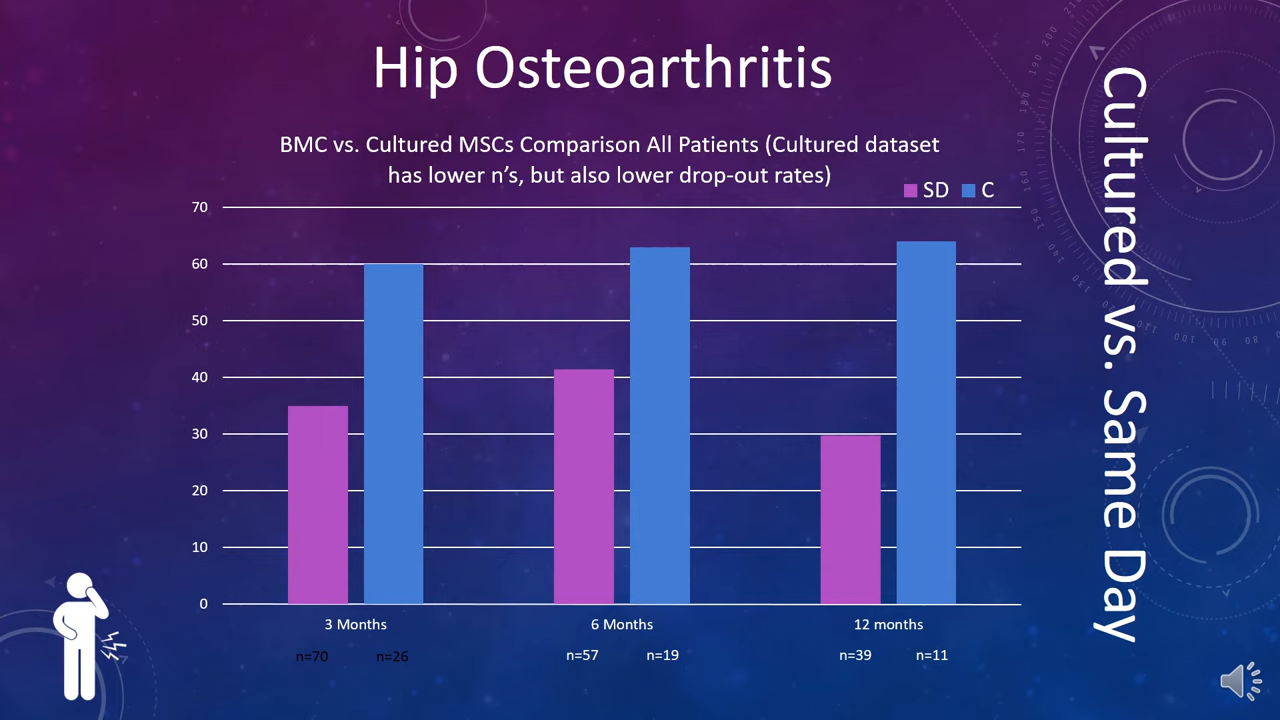 Hip Osteoarthritis
BMC vs. Cultured MSCs Comparison All Patients (Cultured dataset
has lower n’s, but also lower drop-out rates)
SD C
70
60
50
40
30
20
10
0
3 Months 6 Months 12 months
n=70 n=26 n=57 n=19 n=39 n=11
Cultured vs. Same Day